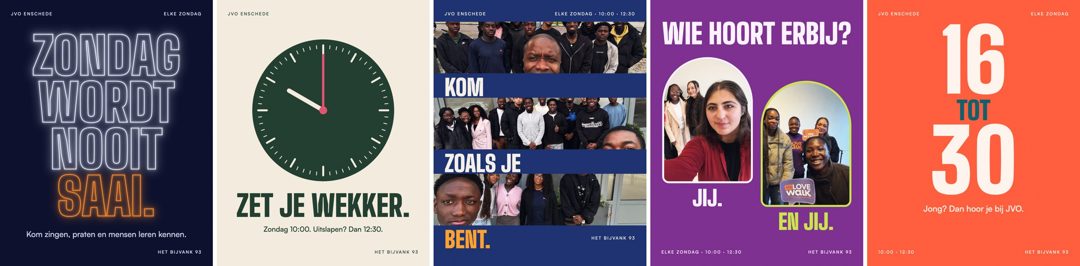 JVO ENSCHEDE
ELKE ZONDAG
ZONDAG
WORDT
NOOIT
SAAI.
Kom zingen, praten en mensen leren kennen.
HET BIJVANK 93
ZET JE WEKKER.
Zondag 10:00. Uitslapen? Dan 12:30.
HET BIJVANK 93
JVO ENSCHEDE
ELKE ZONDAG · 10:00 · 12:30
KOM
ZOALS JE
BENT.
HET BIJVANK 93
WIE HOORT ERBIJ?
JIJ.
LOVE
WALK
EN JIJ.
ELKE ZONDAG · 10:00 · 12:30
HET BIJVANK 93
JVO ENSCHEDE
ELKE ZONDAG
16
TOT
30
Jong? Dan hoor je bij JVO.
10:00 · 12:30
HET BIJVANK 93